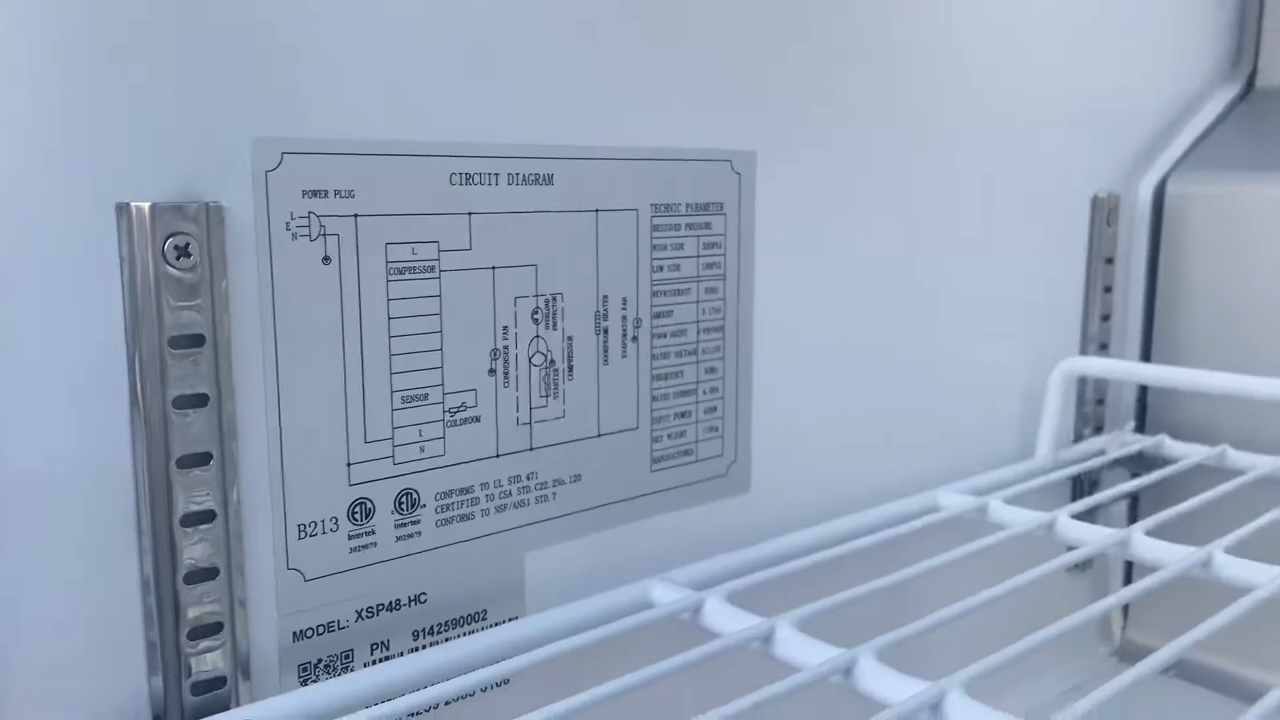 CIRCUIT DIAGRAM
POWER PLUG
L
E
N
L
COMPRESSOR
SENSOR
L
N
COLDROOM
CONDENSER FAN
OVERLOAD
PROTECTOR
STARTER
COMPRESSOR
DOORFRAME HEATER
EVAPORATOR FAN
TECHNIC PARAMETER
DESIGNED PRESSURE
HIGH SIDE
LOW SIDE
REFRIGERANT
AMOUNT
FOAM AGENT
RATED VOLTAGE
FREQUENCY
RATED CURRENT
INPUT POWER
NET WEIGHT
MANUFACTURED
B213
Intertek
3029079
Intertek
3029079
CONFORMS TO UL STD.471
CERTIFIED TO CSA STD.C22.2No.120
CONFORMS TO NSF/ANSI STD.7
MODEL: XSP48-HC
PN 9142590002